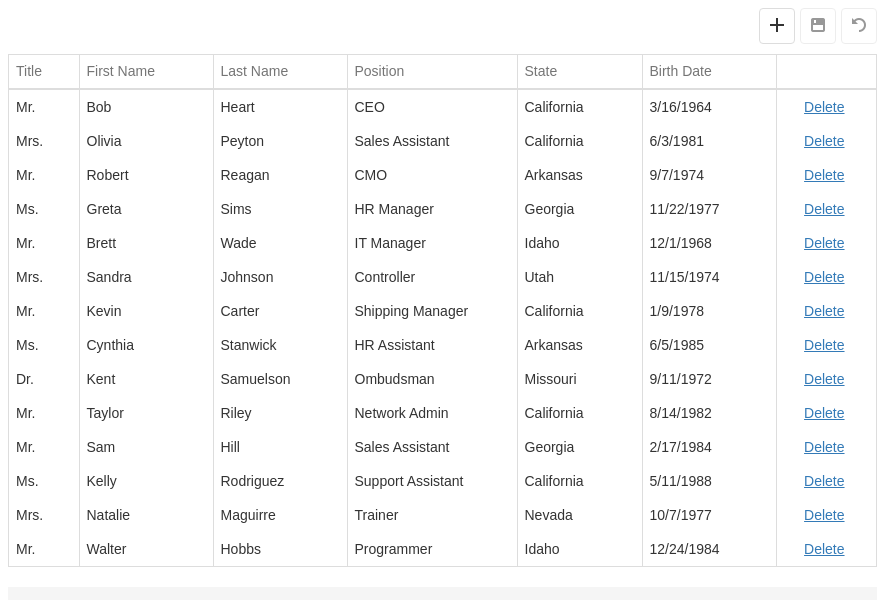 Title First Name Last Name Position State Birth Date
Mr. Bob Heart CEO California 3/16/1964 Delete
Mrs. Olivia Peyton Sales Assistant California 6/3/1981 Delete
Mr. Robert Reagan CMO Arkansas 9/7/1974 Delete
Ms. Greta Sims HR Manager Georgia 11/22/1977 Delete
Mr. Brett Wade IT Manager Idaho 12/1/1968 Delete
Mrs. Sandra Johnson Controller Utah 11/15/1974 Delete
Mr. Kevin Carter Shipping Manager California 1/9/1978 Delete
Ms. Cynthia Stanwick HR Assistant Arkansas 6/5/1985 Delete
Dr. Kent Samuelson Ombudsman Missouri 9/11/1972 Delete
Mr. Taylor Riley Network Admin California 8/14/1982 Delete
Mr. Sam Hill Sales Assistant Georgia 2/17/1984 Delete
Ms. Kelly Rodriguez Support Assistant California 5/11/1988 Delete
Mrs. Natalie Maguirre Trainer Nevada 10/7/1977 Delete
Mr. Walter Hobbs Programmer Idaho 12/24/1984 Delete